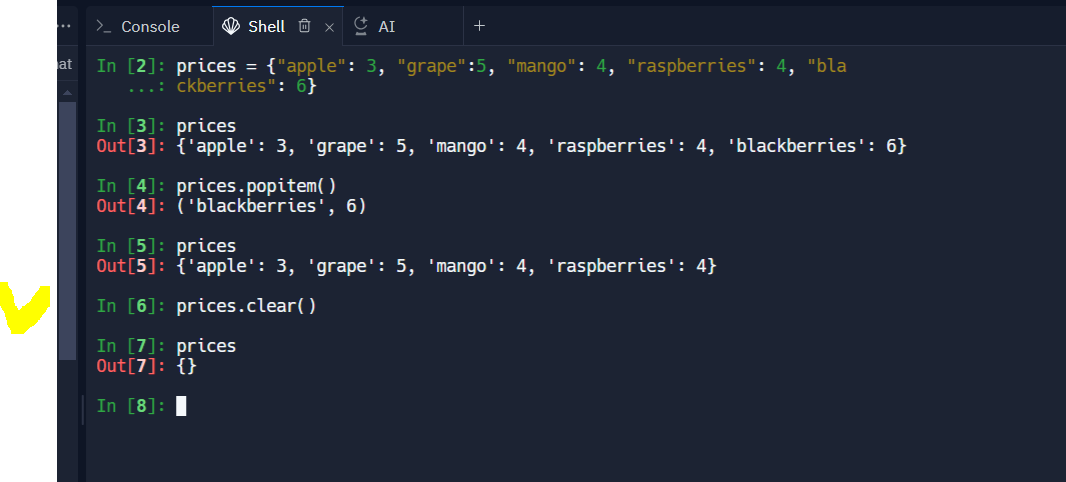 Console Shell AI
at
In [2]: prices = {"apple": 3, "grape":5, "mango": 4, "raspberries": 4, "bla
...: ckberries": 6}
In [3]: prices
Out[3]: {'apple': 3, 'grape': 5, 'mango': 4, 'raspberries': 4, 'blackberries': 6}
In [4]: prices.popitem()
Out[4]: ('blackberries', 6)
In [5]: prices
Out[5]: {'apple': 3, 'grape': 5, 'mango': 4, 'raspberries': 4}
In [6]: prices.clear()
In [7]: prices
Out[7]: {}
In [8]: